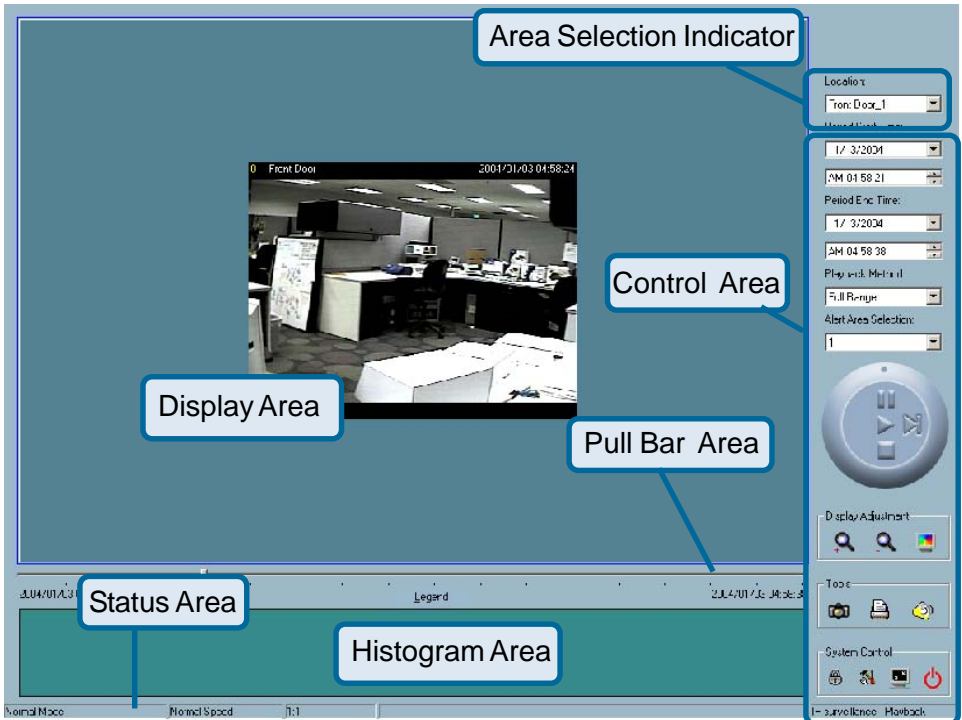 Area Selection Indicator
Location:
Front Door_1
1/ 3/2004
AM 04:58:21
Period End Time:
1/ 3/2004
AM 04:58:38
Playback Method
Full Range
Alert Area Selection:
1
0 Front Door 2004/01/03 04:58:24
Control Area
Display Area
Pull Bar Area
Display Adjustment
Tools
System Control
Legend
Status Area
Histogram Area
Normal Mode Normal Speed 1:1
Playback